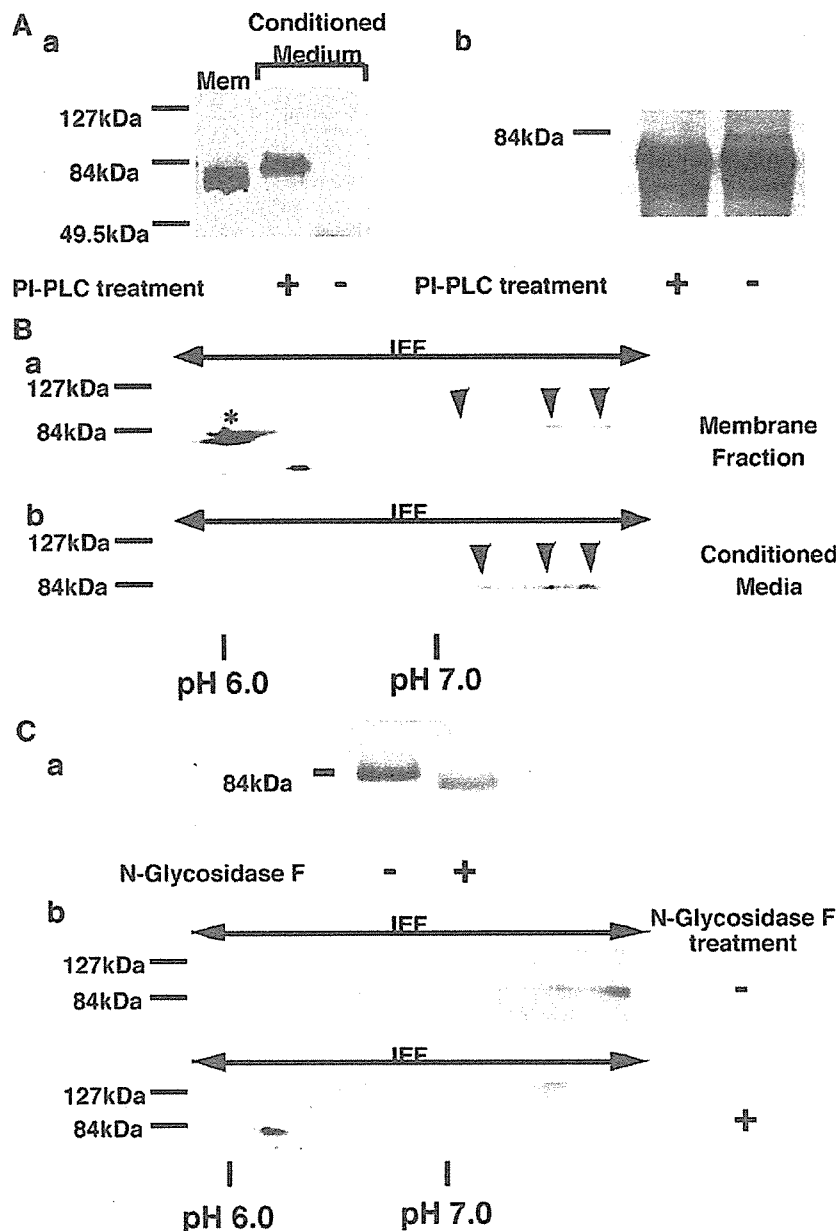 A
a
Conditioned
Medium
b
Mem
127kDa
84kDa
84kDa
49.5kDa
PI-PLC treatment + -
PI-PLC treatment + -
B
IEF
a
127kDa
*
84kDa
Membrane
Fraction
IEF
b
127kDa
Conditioned
84kDa
Media
pH 6.0
pH 7.0
C
a
84kDa
N-Glycosidase F - +
b
IEF
N-Glycosidase F
treatment
127kDa
84kDa
-
IEF
127kDa
84kDa
+
pH 6.0
pH 7.0